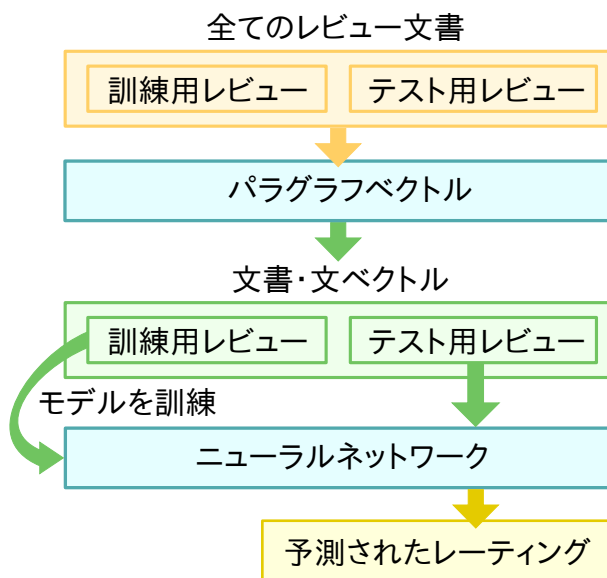 全てのレビュー文書
訓練用レビュー
テスト用レビュー
パラグラフベクトル
文書・文ベクトル
訓練用レビュー
テスト用レビュー
モデルを訓練
ニューラルネットワーク
予測されたレーティング